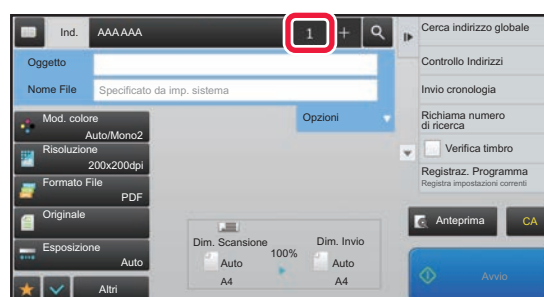 Ind.
AAAAAA
1
+
Oggetto
Nome File
Specificato da imp. sistema
Opzioni
Mod. colore
Auto/Mono2
Risoluzione
200x200dpi
Formato File
PDF
Originale
Esposizione
Auto
Altri
Dim. Scansione
Auto
A4
100%
Dim. Invio
Auto
A4
Cerca indirizzo globale
Controllo Indirizzi
Invio cronologia
Richiama numero
di ricerca
Verifica timbro
Registraz. Programma
Registra impostazioni correnti
Anteprima
CA
Avvio